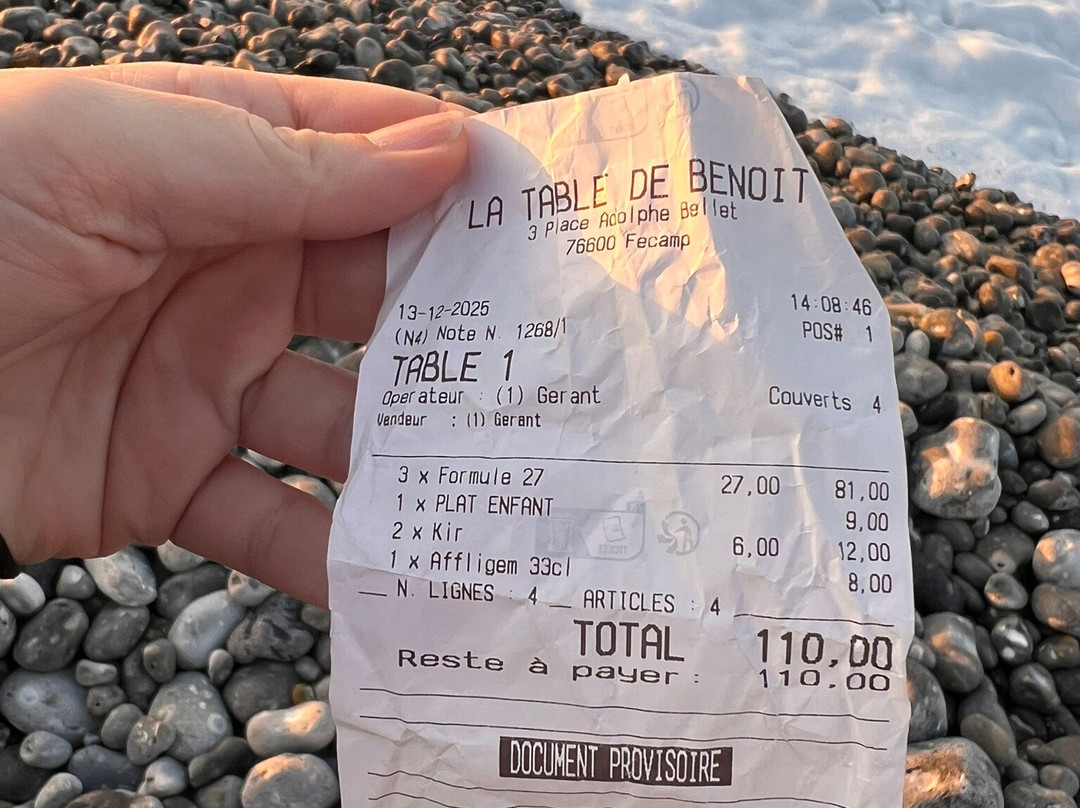 LA TABLE DE BENOIT
3 Place Adolphe Bellet
76600 Fecamp
13-12-2025 14:08:46
(N4) Note N. 1268/1 POS# 1
TABLE 1
Operateur : (1) Gerant Couverts 4
Vendeur : (1) Gerant
3 x Formule 27 27,00 81,00
1 x PLAT ENFANT 9,00
2 x Kir 6,00 12,00
1 x Affligem 33cl 8,00
N. LIGNES : 4 ARTICLES : 4
TOTAL 110,00
Reste à payer : 110.00
DOCUMENT PROVISOIRE